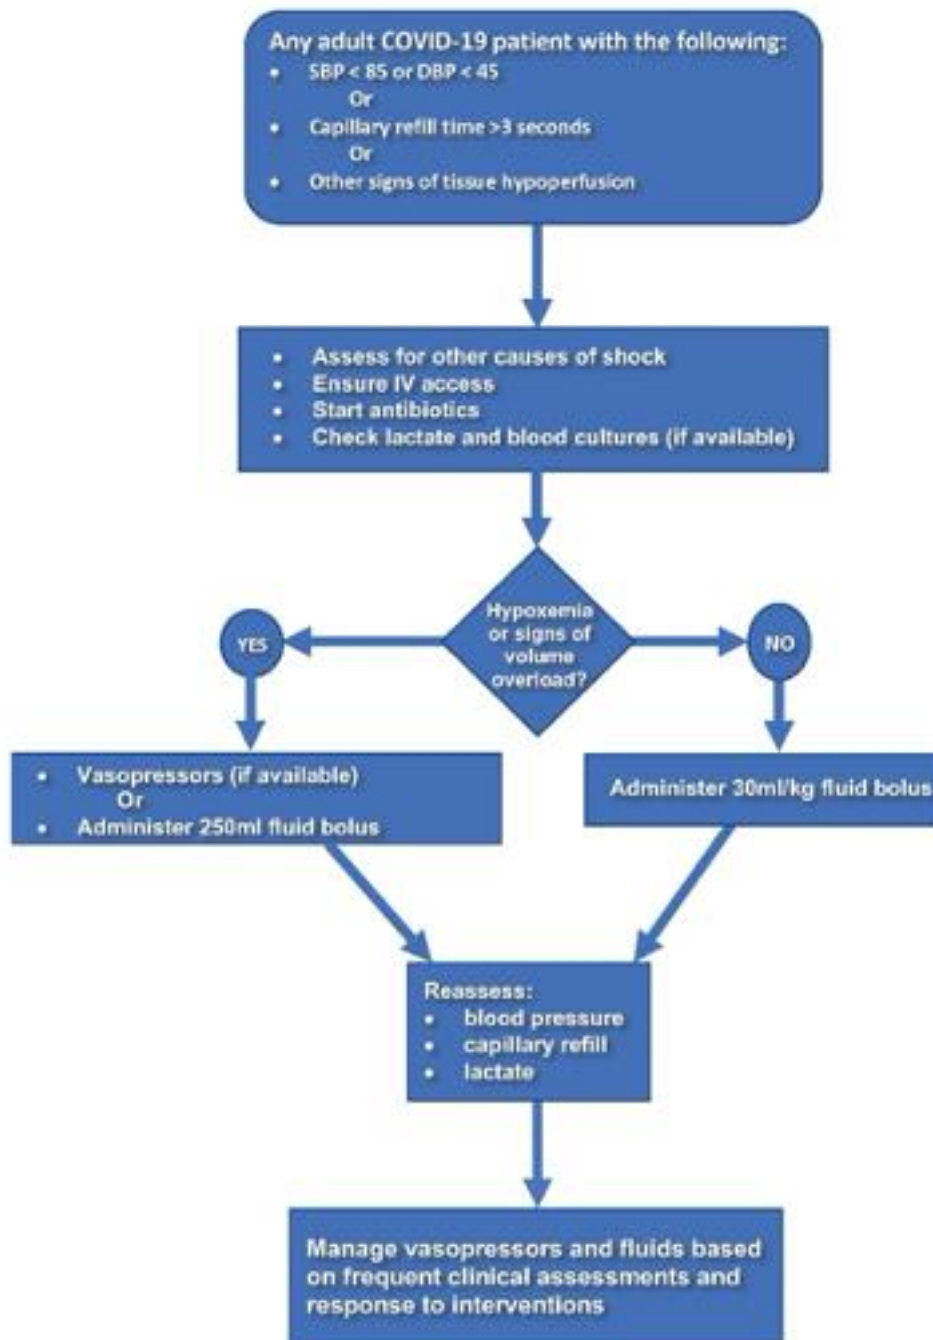 Any adult COVID-19 patient with the following:
• SBP < 85 or DBP < 45
Or
• Capillary refill time >3 seconds
Or
• Other signs of tissue hypoperfusion
• Assess for other causes of shock
• Ensure IV access
• Start antibiotics
• Check lactate and blood cultures (if available)
Hypoxemia
or signs of
volume
overload?
YES
NO
• Vasopressors (if available)
Or
• Administer 250ml fluid bolus
Administer 30ml/kg fluid bolus
Reassess:
• blood pressure
• capillary refill
• lactate
Manage vasopressors and fluids based
on frequent clinical assessments and
response to interventions